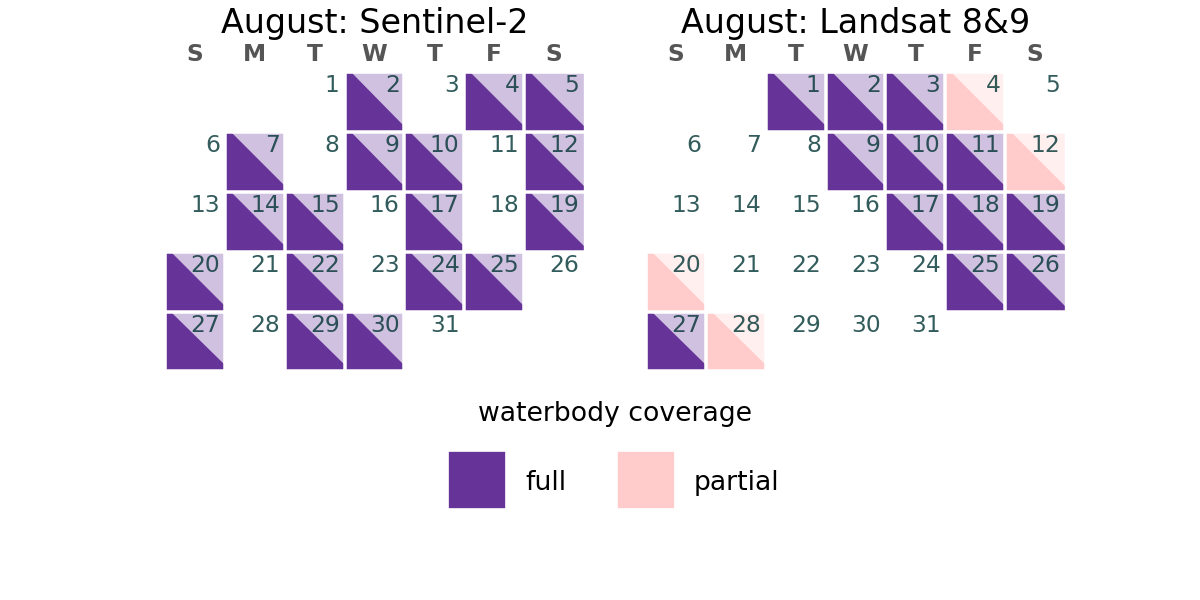 August: Sentinel-2
S M T W T F S
1 2 3 4 5
6 7 8 9 10 11 12
13 14 15 16 17 18 19
20 21 22 23 24 25 26
27 28 29 30 31
August: Landsat 8&9
S M T W T F S
1 2 3 4 5
6 7 8 9 10 11 12
13 14 15 16 17 18 19
20 21 22 23 24 25 26
27 28 29 30 31
waterbody coverage
full partial